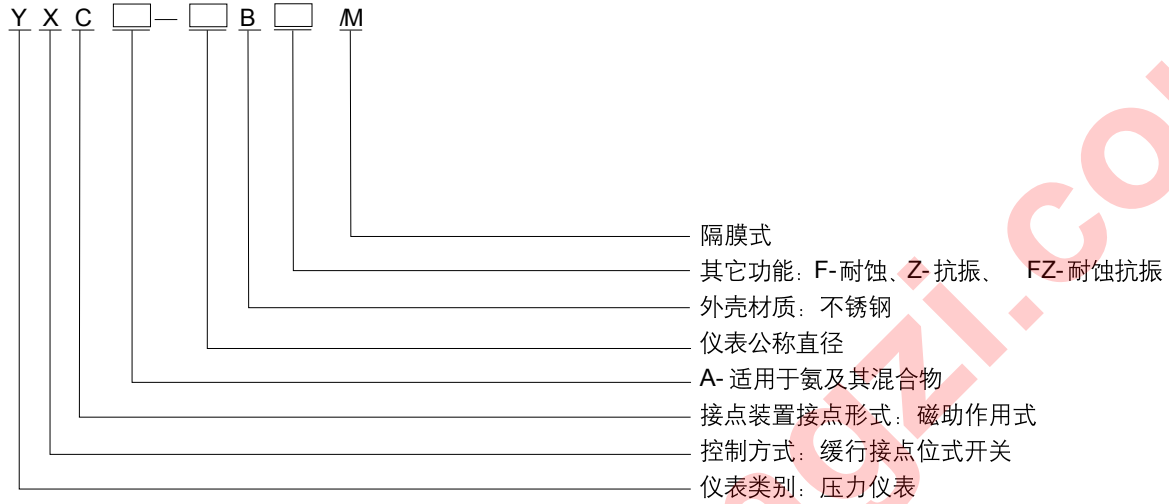 Y X C □ — □ B □ /M
隔膜式
其它功能：F-耐蚀、Z-抗振、 FZ-耐蚀抗振
外壳材质：不锈钢
仪表公称直径
A-适用于氨及其混合物
接点装置接点形式：磁助作用式
控制方式：缓行接点位式开关
仪表类别：压力仪表
ngzi.co